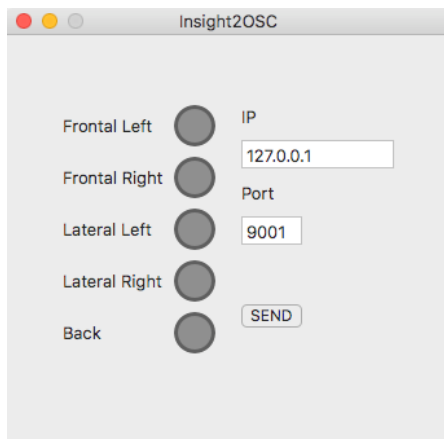 Insight2OSC
Frontal Left
Frontal Right
Lateral Left
Lateral Right
Back
IP
127.0.0.1
Port
9001
SEND